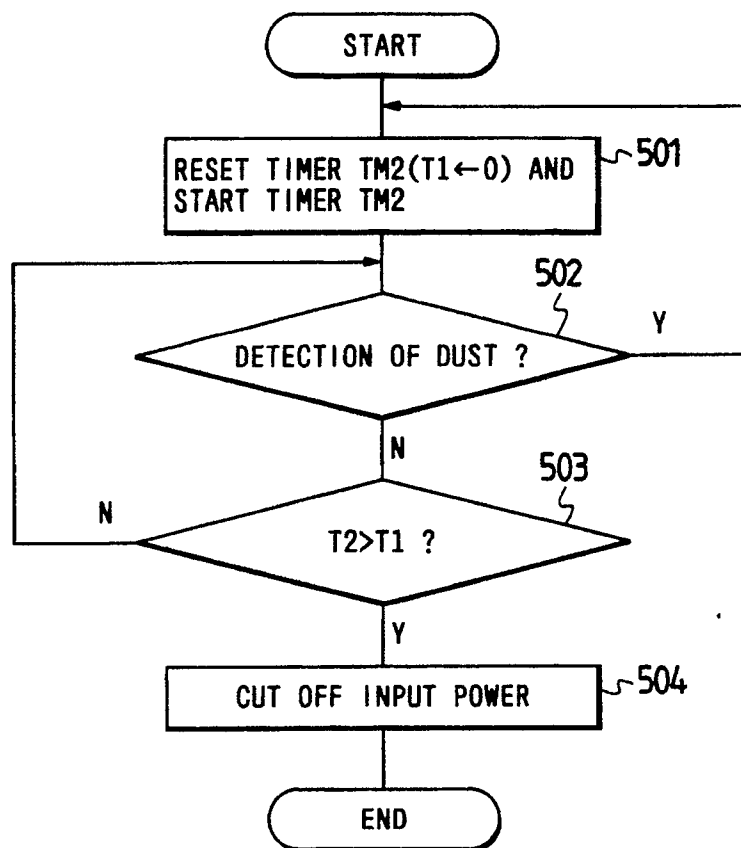 START
RESET TIMER TM2(T1←0) AND
START TIMER TM2
501
502
DETECTION OF DUST ?
Y
N
503
N
T2>T1 ?
Y
CUT OFF INPUT POWER
504
END